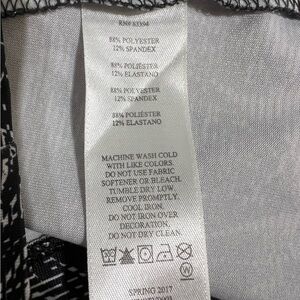 88% POLYESTER
12% SPANDEX
88% POLIÉSTER
12% ELASTANO
88% POLYESTER
12% SPANDEX
88% POLIÉSTER
12% ELASTANO
MACHINE WASH COLD
WITH LIKE COLORS.
DO NOT USE FABRIC
SOFTENER OR BLEACH.
TUMBLE DRY LOW.
REMOVE PROMPTLY.
COOL IRON.
DO NOT IRON OVER
DECORATION.
DO NOT DRY CLEAN.
W
SPRING 2017